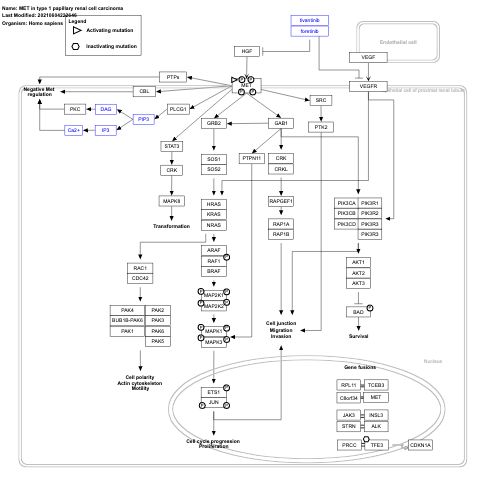 Name: MET in type 1 papillary renal cell carcinoma
Last Modified: 20210604222646
Organism: Homo sapiens
Legend
Activating mutation
Inactivating mutation
tivantinib
foretinib
HGF
VEGF
Endothelial cell
PTPs
MET
VEGFR
Negative Met
regulation
CBL
PKC
DAG
PLCG1
PIP3
Ca2+
IP3
SRC
GRB2
GAB1
PTK2
STAT3
SOS1
SOS2
PTPN11
CRK
CRKL
CRK
MAPK8
Transformation
HRAS
KRAS
NRAS
RAPGEF1
RAP1A
RAP1B
PIK3CA
PIK3R1
PIK3CB
PIK3R2
PIK3CD
PIK3R3
PIK3R3
ARAF
RAF1
BRAF
RAC1
CDC42
AKT1
AKT2
AKT3
MAP2K1
MAP2K2
PAK4
PAK2
BUB1B-PAK6
PAK3
PAK1
PAK6
PAK5
BAD
MAPK1
MAPK3
Cell junction
Migration
Invasion
Survival
Cell polarity
Actin cytoskeleton
Motility
Nucleus
Gene fusions
ETS1
JUN
RPL11
TCEB3
C8orf34
MET
JAK3
INSL3
STRN
ALK
PRCC
TFE3
CDKN1A
Cell cycle progression
Proliferation